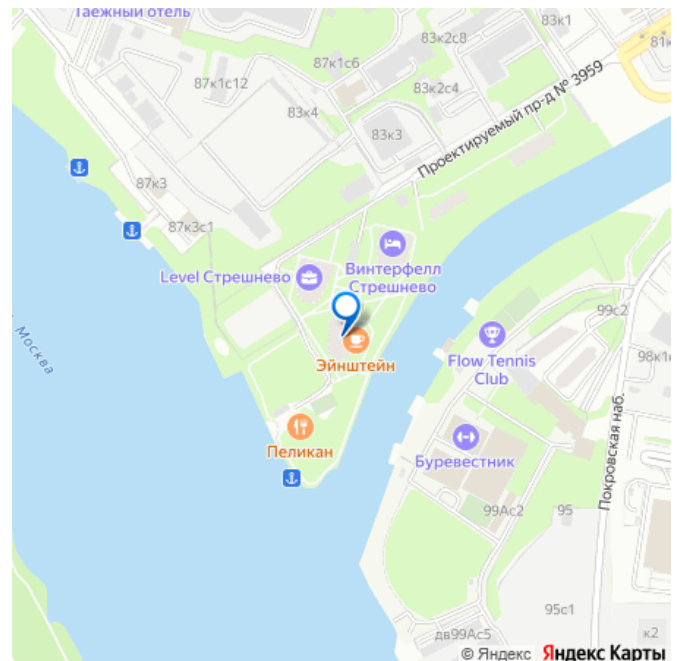 Таежный отель
83к1
83к2с8
81к
87к1с6
87к1с12
83к2с4
83к4
83к3
Проектируемый пр-д № 3959
87к3
87к3с1
Level Стрешнево
Винтерфелл
Стрешнево
Москва
99с2
Эйнштейн
Flow Tennis
Club
98к1
Пеликан
Буревестник
Покровская наб.
99Ас2
95
95с1
дв99Ас5
к2
© Яндекс Яндекс Карты